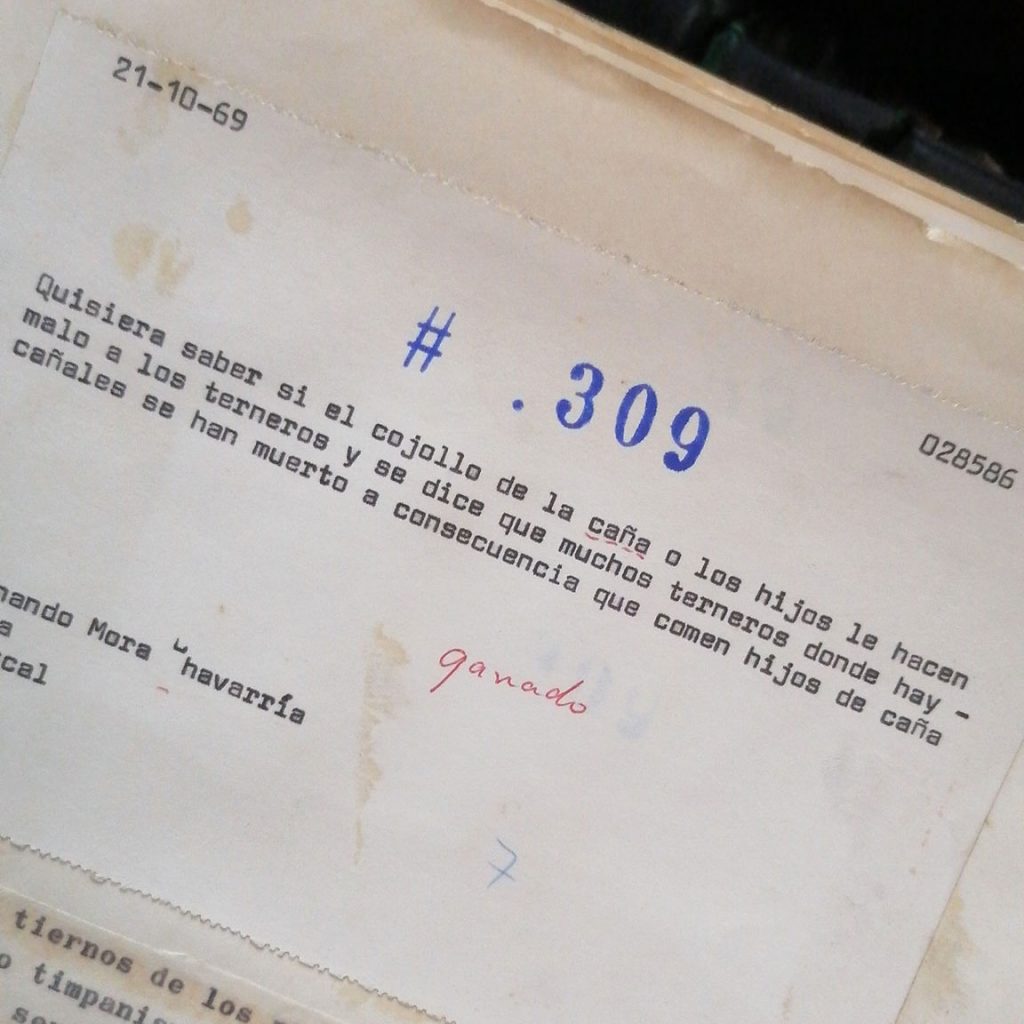 21-10-69
# .309
028586
Quisiera saber si el cojollo de la caña o los hijos le hacen
malo a los terneros y se dice que muchos terneros donde hay -
cañales se han muerto a consecuencia que comen hijos de caña
nando Mora havarría
a
cal
ganado
7
tiernos de los
o timpanis